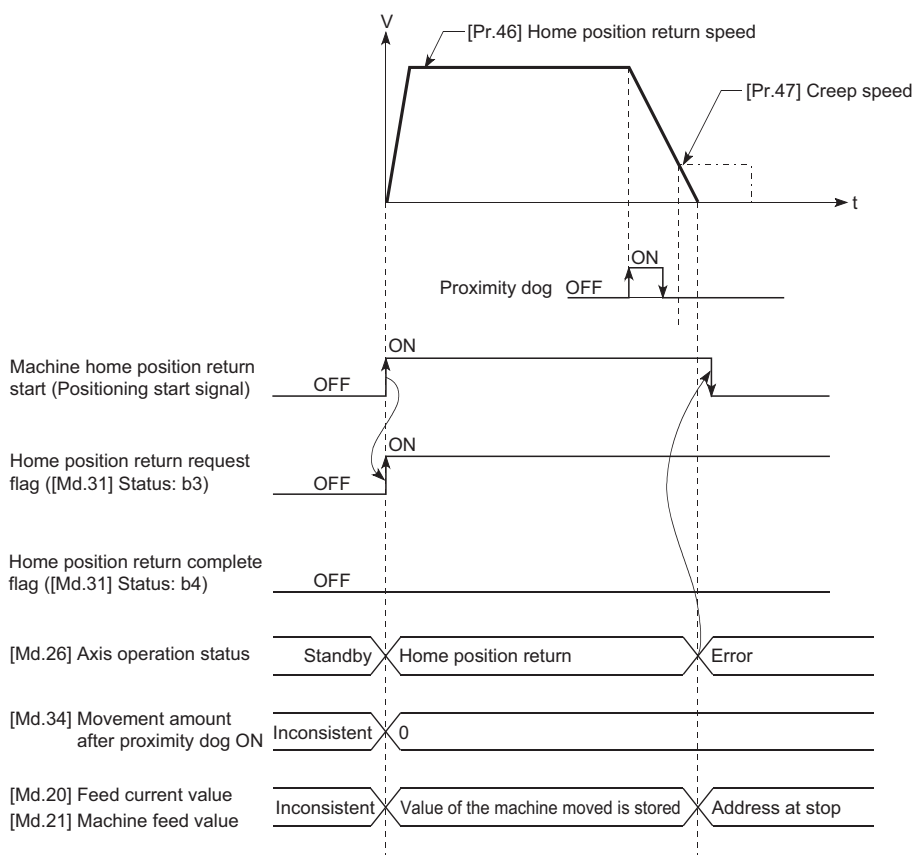 V
[Pr.46] Home position return speed
[Pr.47] Creep speed
t
ON
Proximity dog OFF
ON
Machine home position return
start (Positioning start signal)
OFF
ON
Home position return request
flag ([Md.31] Status: b3)
OFF
Home position return complete
flag ([Md.31] Status: b4)
OFF
[Md.26] Axis operation status
Standby
Home position return
Error
[Md.34] Movement amount
after proximity dog ON
Inconsistent
0
[Md.20] Feed current value
[Md.21] Machine feed value
Inconsistent
Value of the machine moved is stored
Address at stop